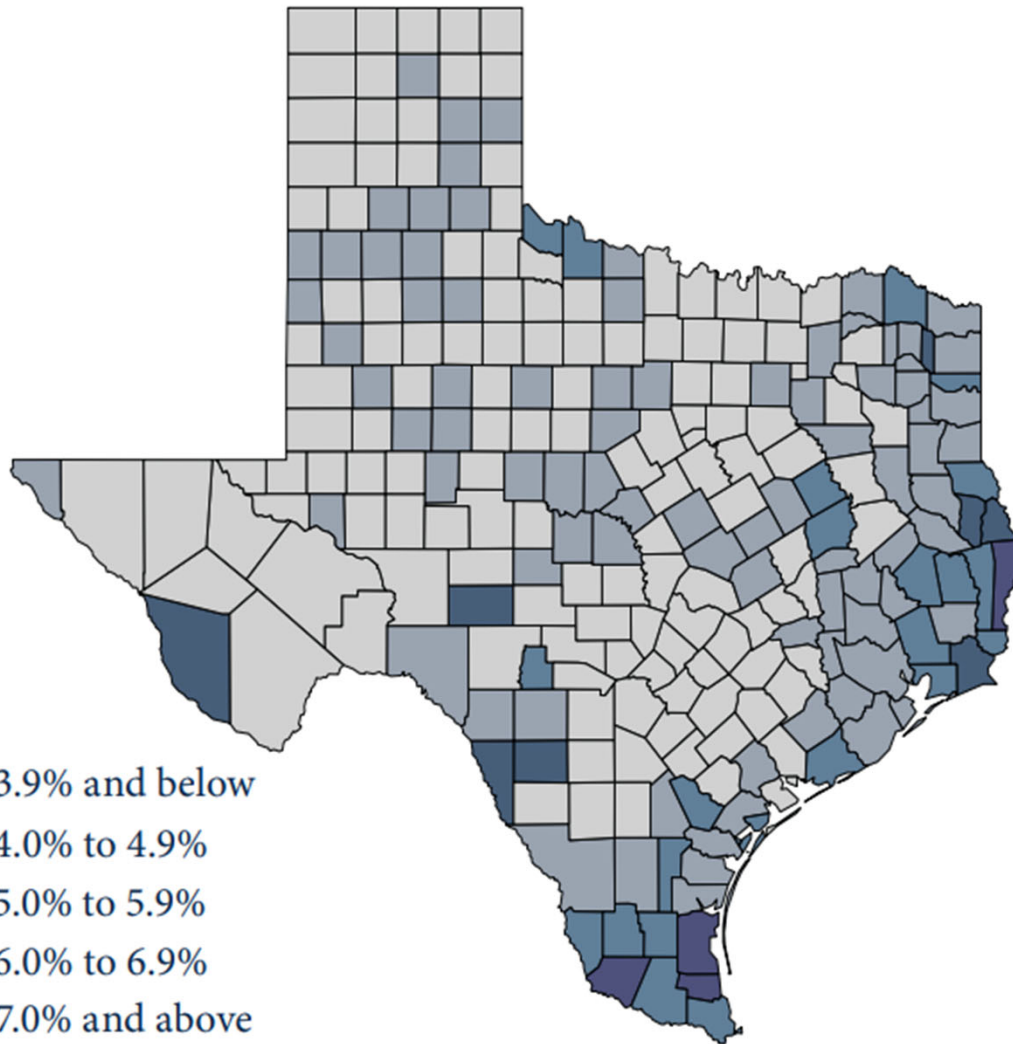 3.9% and below
4.0% to 4.9%
5.0% to 5.9%
6.0% to 6.9%
7.0% and above